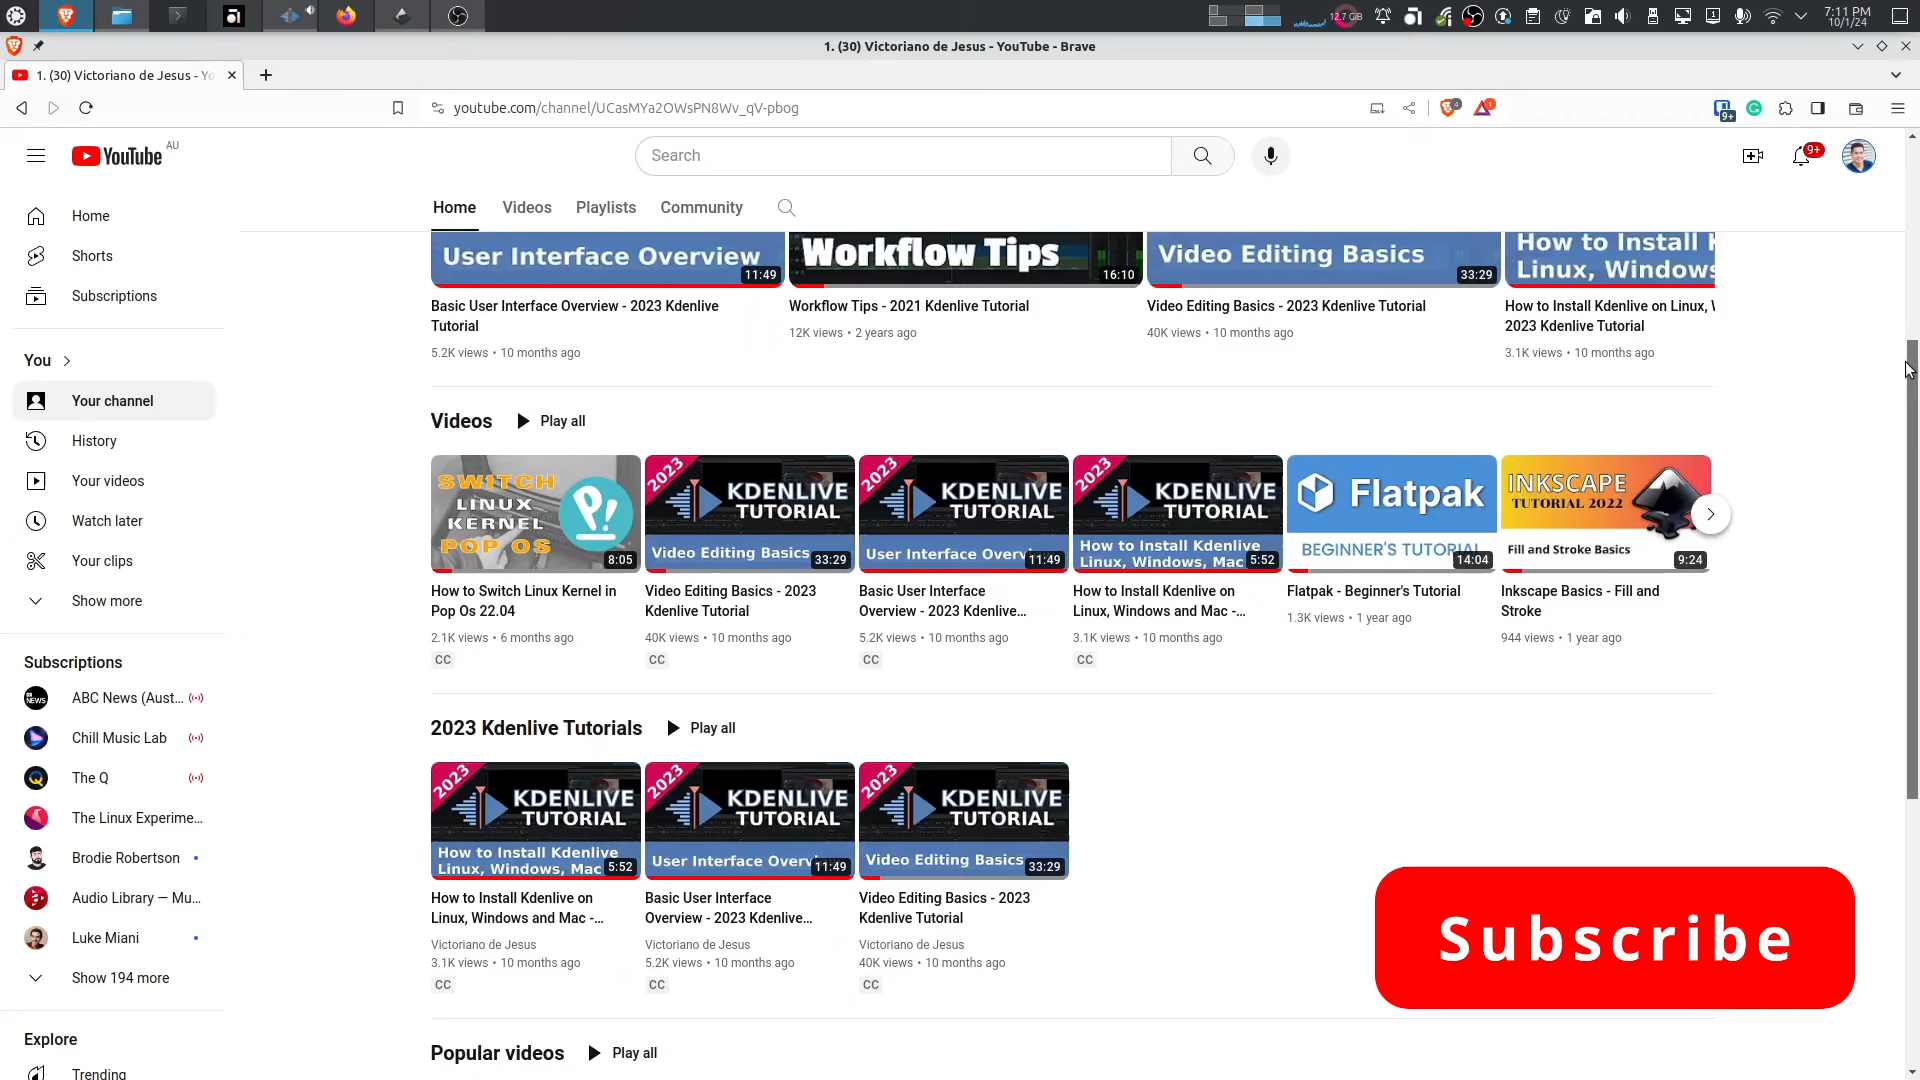 12.7 GiB
7:11 PM
10/1/24
1. (30) Victoriano de Jesus - YouTube - Brave
1. (30) Victoriano de Jesus - Yo
youtube.com/channel/UCasMYa2OWsPN8Wv_qV-pbog
4
1
9+
YouTube AU
Search
9+
Home
Videos
Playlists
Community
Home
Shorts
Subscriptions
You
Your channel
History
Your videos
Watch later
Your clips
Show more
Subscriptions
ABC News (Aust...
Chill Music Lab
The Q
The Linux Experime...
Brodie Robertson
Audio Library — Mu...
Luke Miani
Show 194 more
Explore
Trending
User Interface Overview
11:49
Basic User Interface Overview - 2023 Kdenlive
Tutorial
5.2K views • 10 months ago
Workflow Tips
16:10
Workflow Tips - 2021 Kdenlive Tutorial
12K views • 2 years ago
Video Editing Basics
33:29
Video Editing Basics - 2023 Kdenlive Tutorial
40K views • 10 months ago
How to Install
Linux, Windows
How to Install Kdenlive on Linux,
2023 Kdenlive Tutorial
3.1K views • 10 months ago
Videos
Play all
SWITCH
LINUX
KERNEL
POP OS
8:05
How to Switch Linux Kernel in
Pop Os 22.04
2.1K views • 6 months ago
CC
2023
KDENLIVE
TUTORIAL
Video Editing Basics
33:29
Video Editing Basics - 2023
Kdenlive Tutorial
40K views • 10 months ago
CC
2023
KDENLIVE
TUTORIAL
User Interface Overv
11:49
Basic User Interface
Overview - 2023 Kdenlive...
5.2K views • 10 months ago
CC
2023
KDENLIVE
TUTORIAL
How to Install Kdenlive
Linux, Windows, Mac
5:52
How to Install Kdenlive on
Linux, Windows and Mac -...
3.1K views • 10 months ago
CC
Flatpak
BEGINNER'S TUTORIAL
14:04
Flatpak - Beginner's Tutorial
1.3K views • 1 year ago
INKSCAPE
TUTORIAL 2022
Fill and Stroke Basics
9:24
Inkscape Basics - Fill and
Stroke
944 views • 1 year ago
2023 Kdenlive Tutorials
Play all
2023
KDENLIVE
TUTORIAL
How to Install Kdenlive
Linux, Windows, Mac
5:52
How to Install Kdenlive on
Linux, Windows and Mac -...
Victoriano de Jesus
3.1K views • 10 months ago
CC
2023
KDENLIVE
TUTORIAL
User Interface Overv
11:49
Basic User Interface
Overview - 2023 Kdenlive...
Victoriano de Jesus
5.2K views • 10 months ago
CC
2023
KDENLIVE
TUTORIAL
Video Editing Basics
33:29
Video Editing Basics - 2023
Kdenlive Tutorial
Victoriano de Jesus
40K views • 10 months ago
CC
Subscribe
Popular videos
Play all